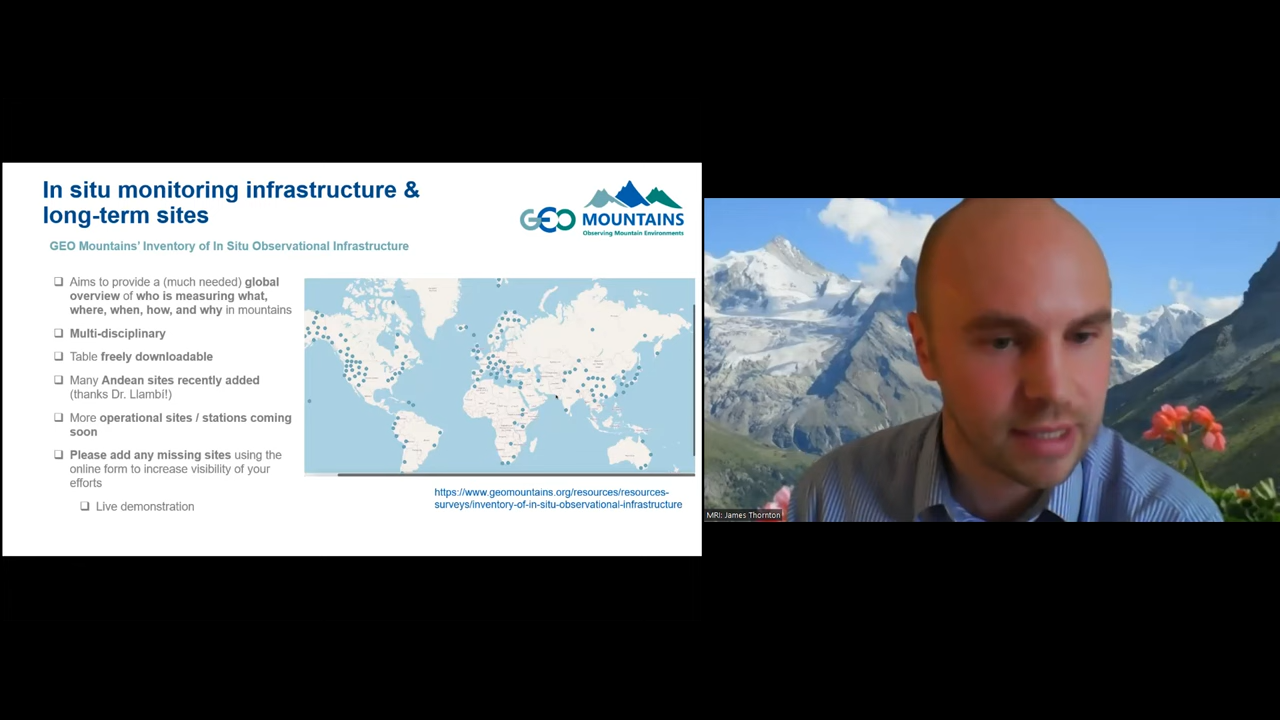 In situ monitoring infrastructure &
long-term sites
GEO MOUNTAINS
Observing Mountain Environments
GEO Mountains' Inventory of In Situ Observational Infrastructure
❑ Aims to provide a (much needed) global
overview of who is measuring what,
where, when, how, and why in mountains
❑ Multi-disciplinary
❑ Table freely downloadable
❑ Many Andean sites recently added
(thanks Dr. Llambi!)
❑ More operational sites / stations coming
soon
❑ Please add any missing sites using the
online form to increase visibility of your
efforts
❑ Live demonstration
https://www.geomountains.org/resources/resources-
surveys/inventory-of-in-situ-observational-infrastructure
MRI: James Thornton